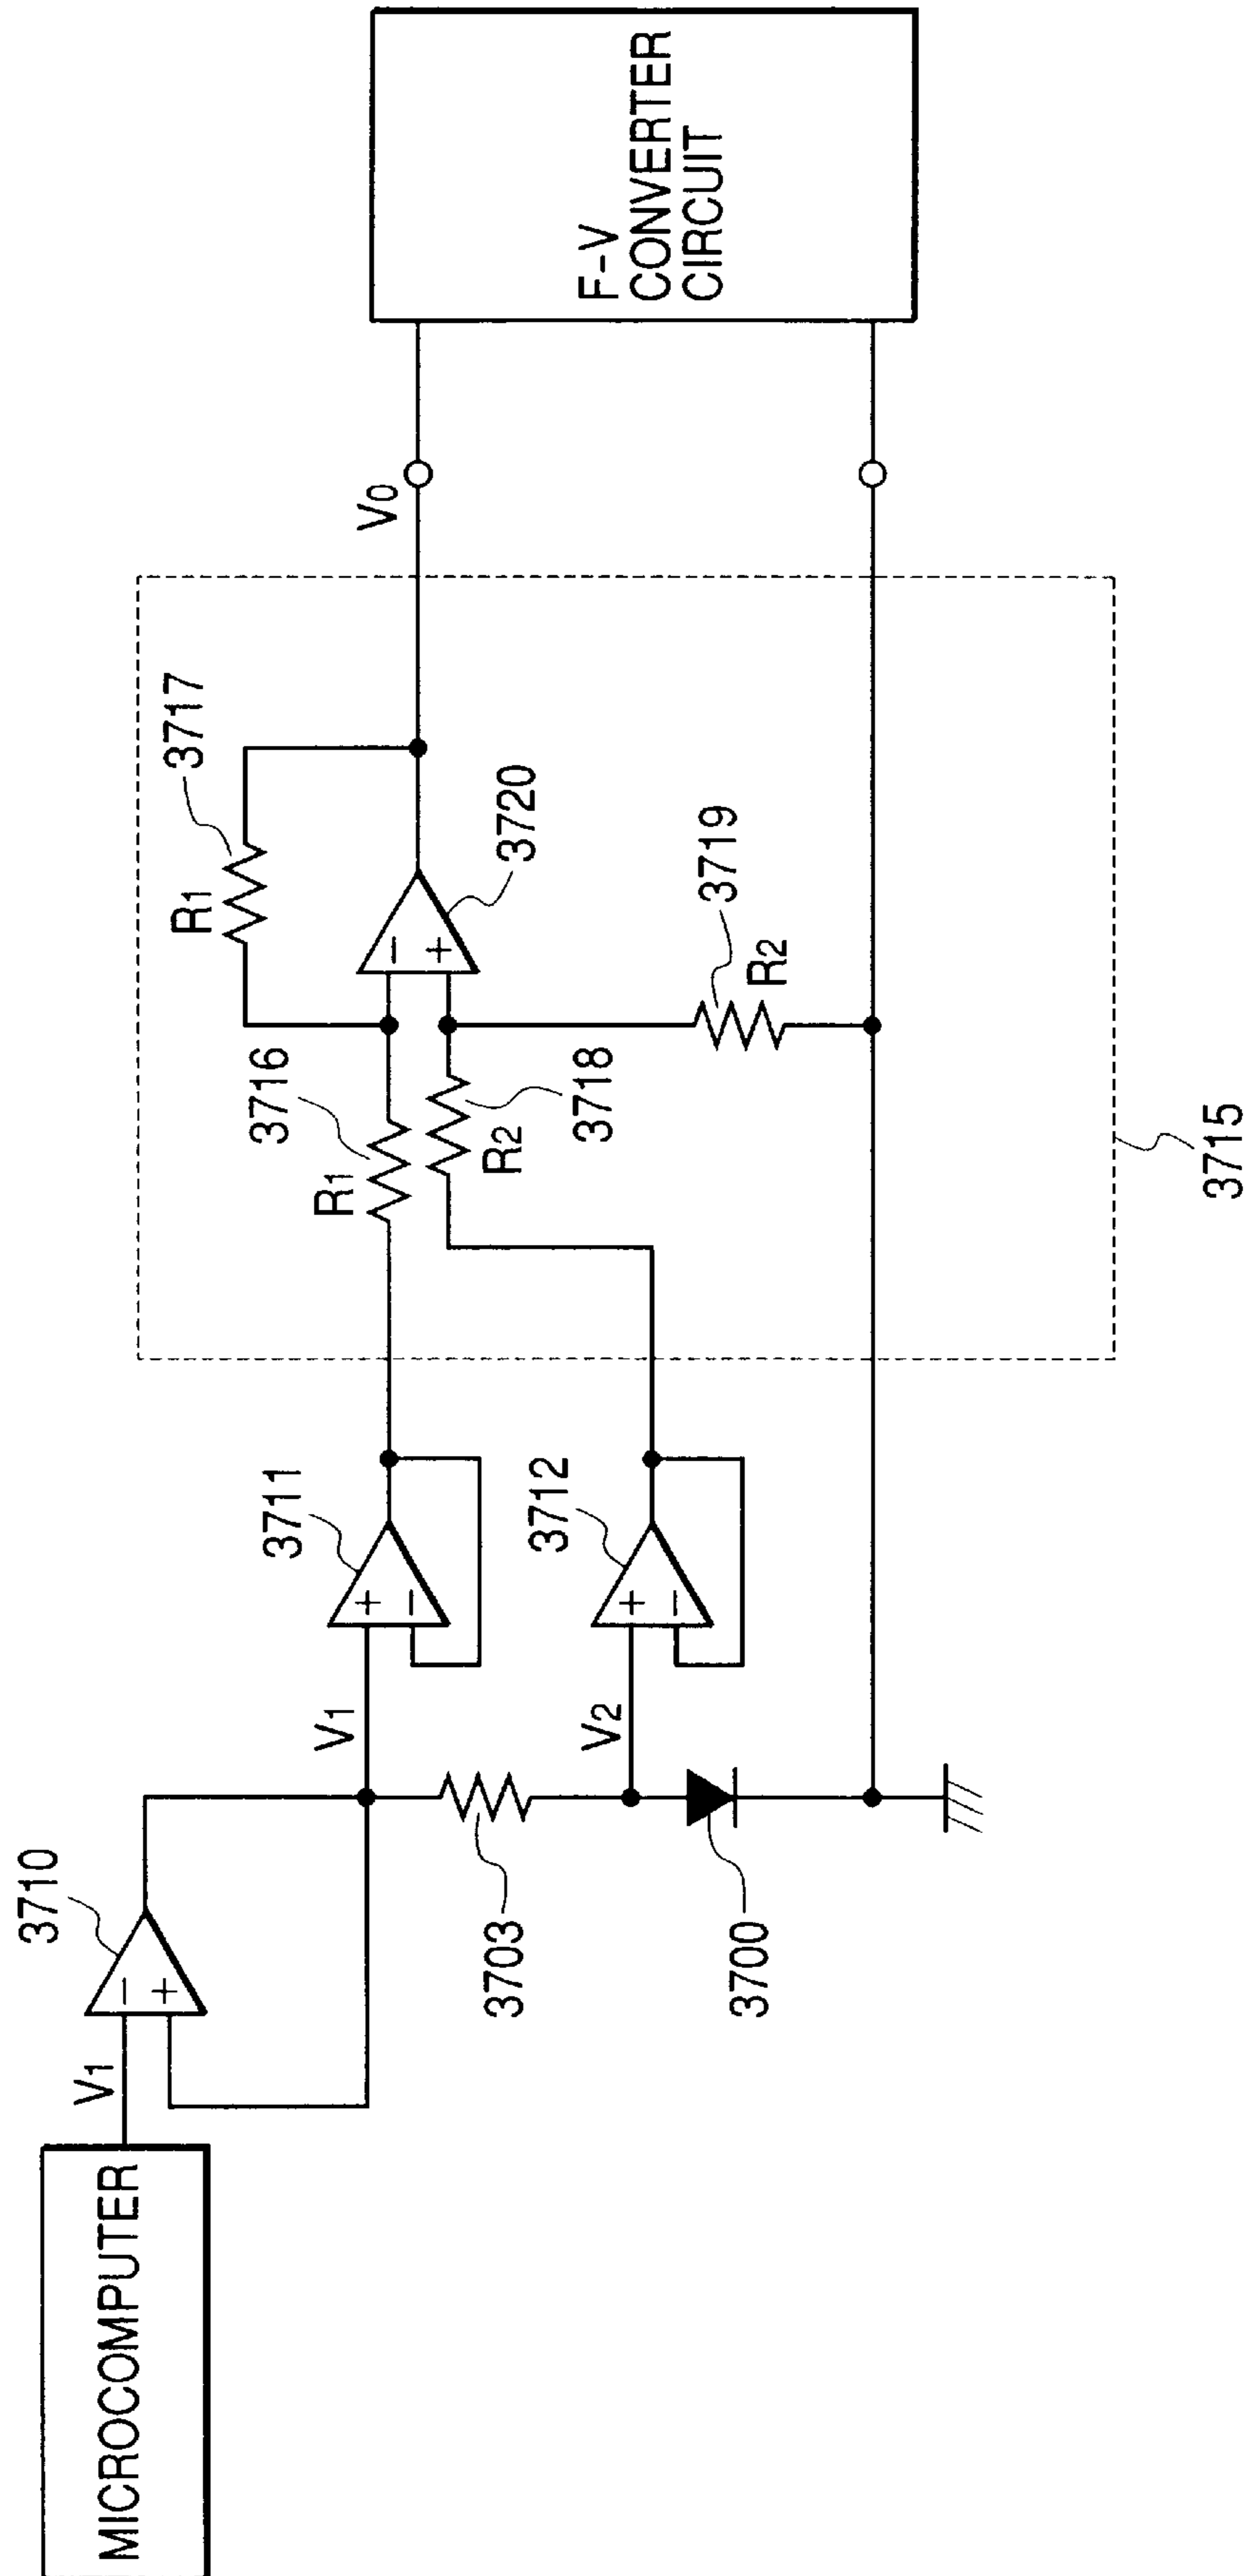 MICROCOMPUTER
V1
3710
V1
3711
V2
3712
3703
3700
R1
3716
R1
3717
R2
3718
3720
R2
3719
3715
V0
F-V
CONVERTER
CIRCUIT
+
−
+
−
+
−
−
+